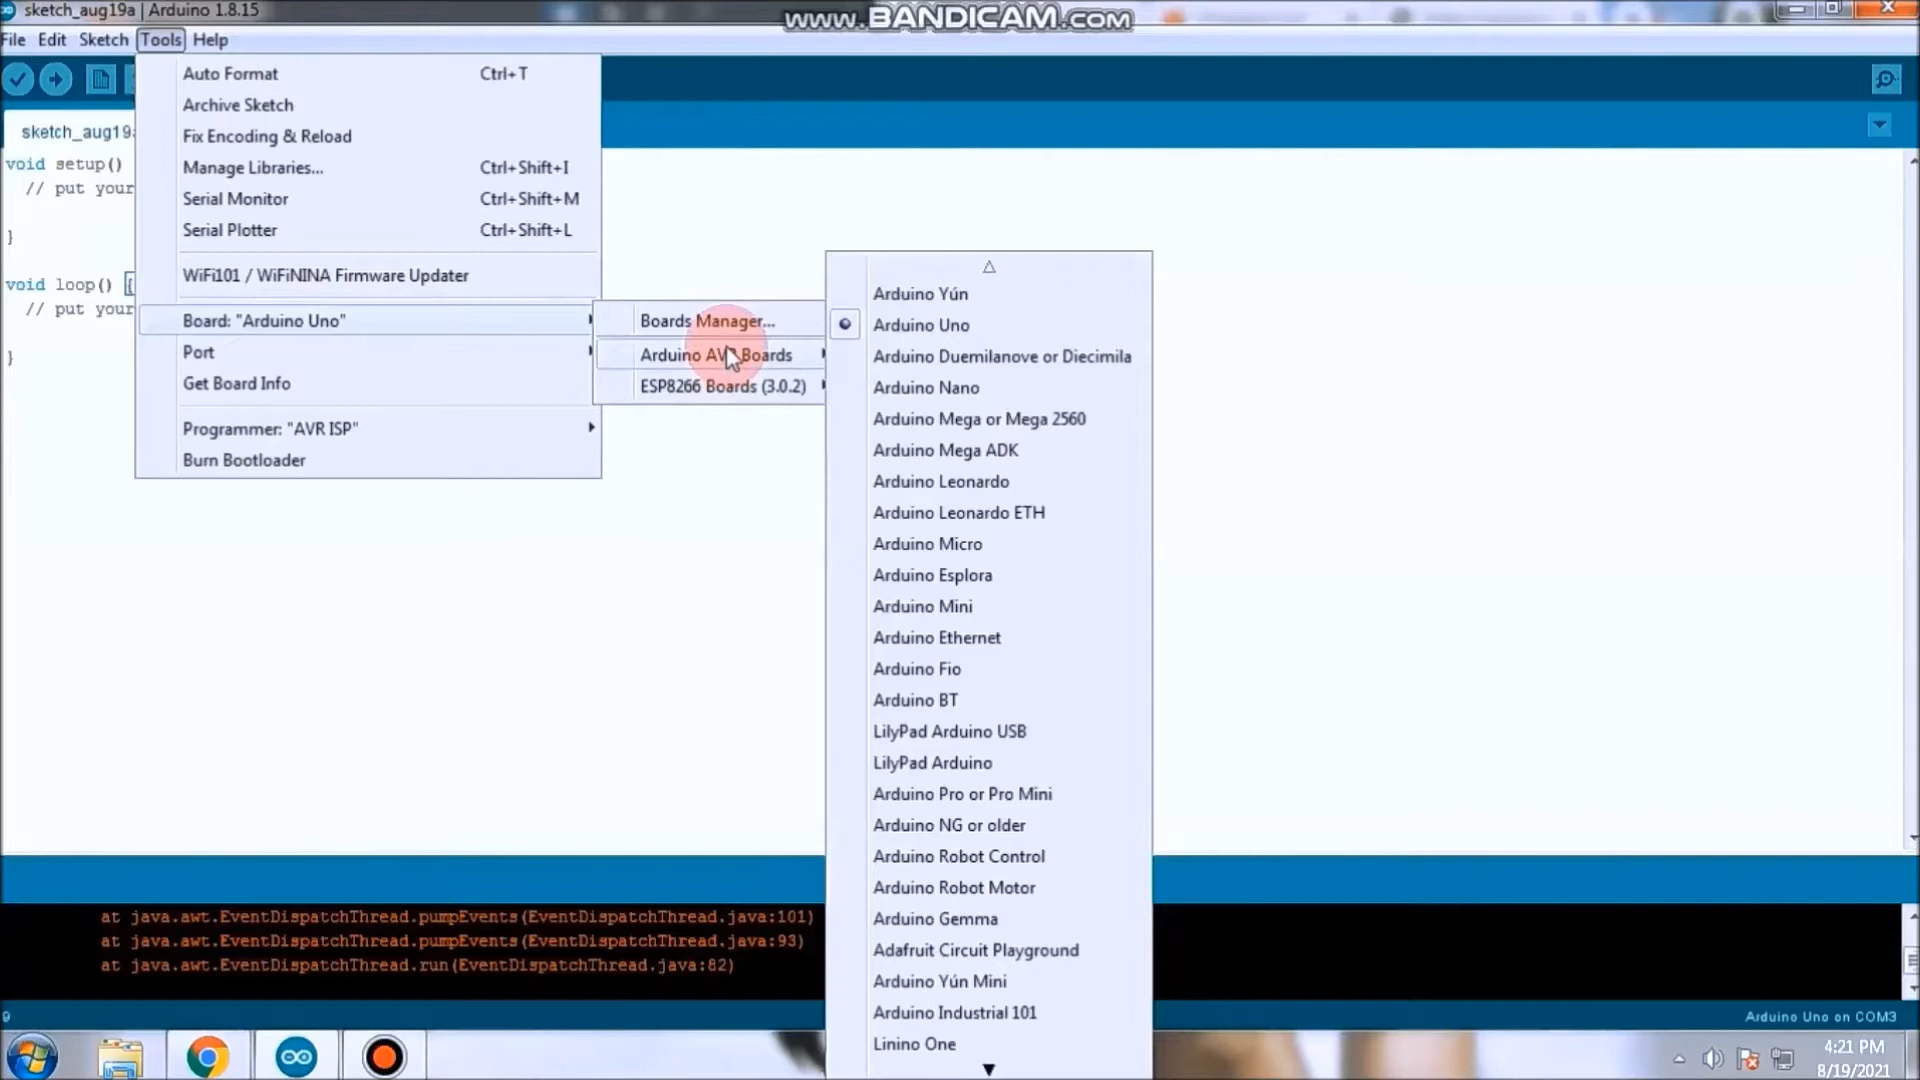 sketch_aug19a | Arduino 1.8.15
www.BANDICAM.com
File Edit Sketch Tools Help
Auto Format Ctrl+T
Archive Sketch
Fix Encoding & Reload
Manage Libraries... Ctrl+Shift+I
Serial Monitor Ctrl+Shift+M
Serial Plotter Ctrl+Shift+L
WiFi101 / WiFiNINA Firmware Updater
Board: "Arduino Uno"
Port
Get Board Info
Programmer: "AVR ISP"
Burn Bootloader
sketch_aug19
void setup()
// put your
}
void loop() {
// put your
}
Boards Manager...
Arduino AVR Boards
ESP8266 Boards (3.0.2)
Arduino Yún
Arduino Uno
Arduino Duemilanove or Diecimila
Arduino Nano
Arduino Mega or Mega 2560
Arduino Mega ADK
Arduino Leonardo
Arduino Leonardo ETH
Arduino Micro
Arduino Esplora
Arduino Mini
Arduino Ethernet
Arduino Fio
Arduino BT
LilyPad Arduino USB
LilyPad Arduino
Arduino Pro or Pro Mini
Arduino NG or older
Arduino Robot Control
Arduino Robot Motor
Arduino Gemma
Adafruit Circuit Playground
Arduino Yún Mini
Arduino Industrial 101
Linino One
at java.awt.EventDispatchThread.pumpEvents(EventDispatchThread.java:101)
at java.awt.EventDispatchThread.pumpEvents(EventDispatchThread.java:93)
at java.awt.EventDispatchThread.run(EventDispatchThread.java:82)
9
Arduino Uno on COM3
4:21 PM
8/19/2021